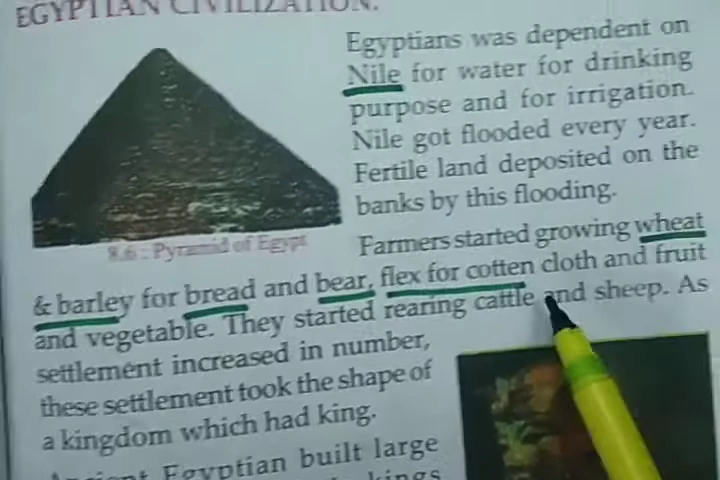 EGYPTIAN CIVILIZATION.
Egyptians was dependent on
Nile for water for drinking
purpose and for irrigation.
Nile got flooded every year.
Fertile land deposited on the
banks by this flooding.
8.6 : Pyramid of Egypt
Farmers started growing wheat
& barley for bread and bear, flex for cotten cloth and fruit
and vegetable. They started rearing cattle and sheep. As
settlement increased in number,
these settlement took the shape of
a kingdom which had king.
Ancient Egyptian built large
kings